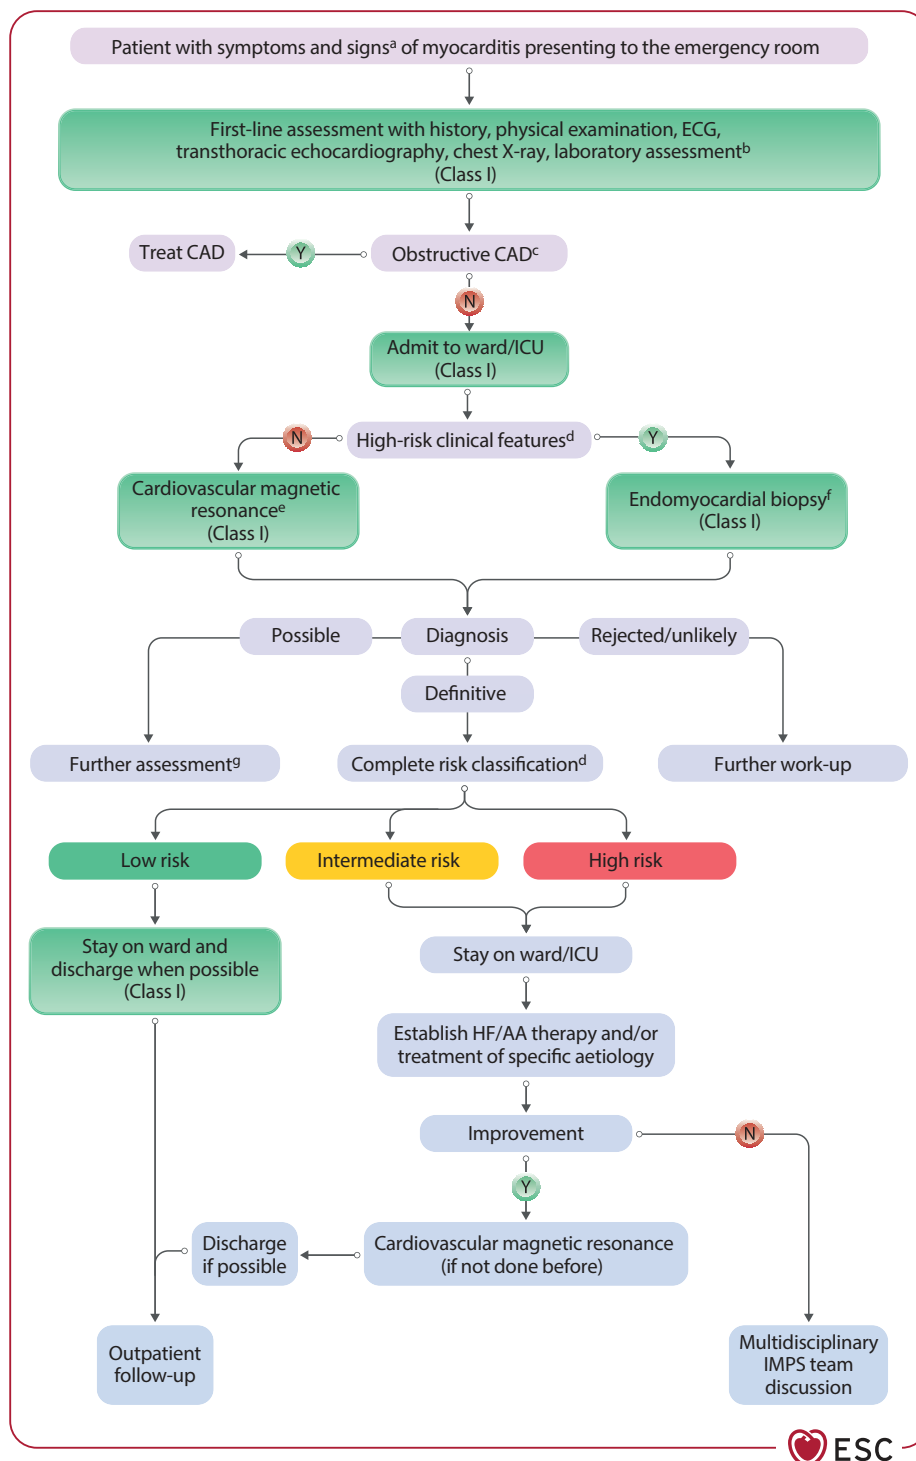 Patient with symptoms and signsᵃ of myocarditis presenting to the emergency room
First-line assessment with history, physical examination, ECG,
transthoracic echocardiography, chest X-ray, laboratory assessmentᵇ
(Class I)
Treat CAD
Y
Obstructive CADᶜ
N
Admit to ward/ICU
(Class I)
N
High-risk clinical featuresᵈ
Y
Cardiovascular magnetic
resonanceᵉ
(Class I)
Endomyocardial biopsyᶠ
(Class I)
Possible
Diagnosis
Rejected/unlikely
Definitive
Further assessmentᵍ
Complete risk classificationᵈ
Further work-up
Low risk
Intermediate risk
High risk
Stay on ward and
discharge when possible
(Class I)
Stay on ward/ICU
Establish HF/AA therapy and/or
treatment of specific aetiology
Improvement
N
Y
Discharge
if possible
Cardiovascular magnetic resonance
(if not done before)
Outpatient
follow-up
Multidisciplinary
IMPS team
discussion
ESC